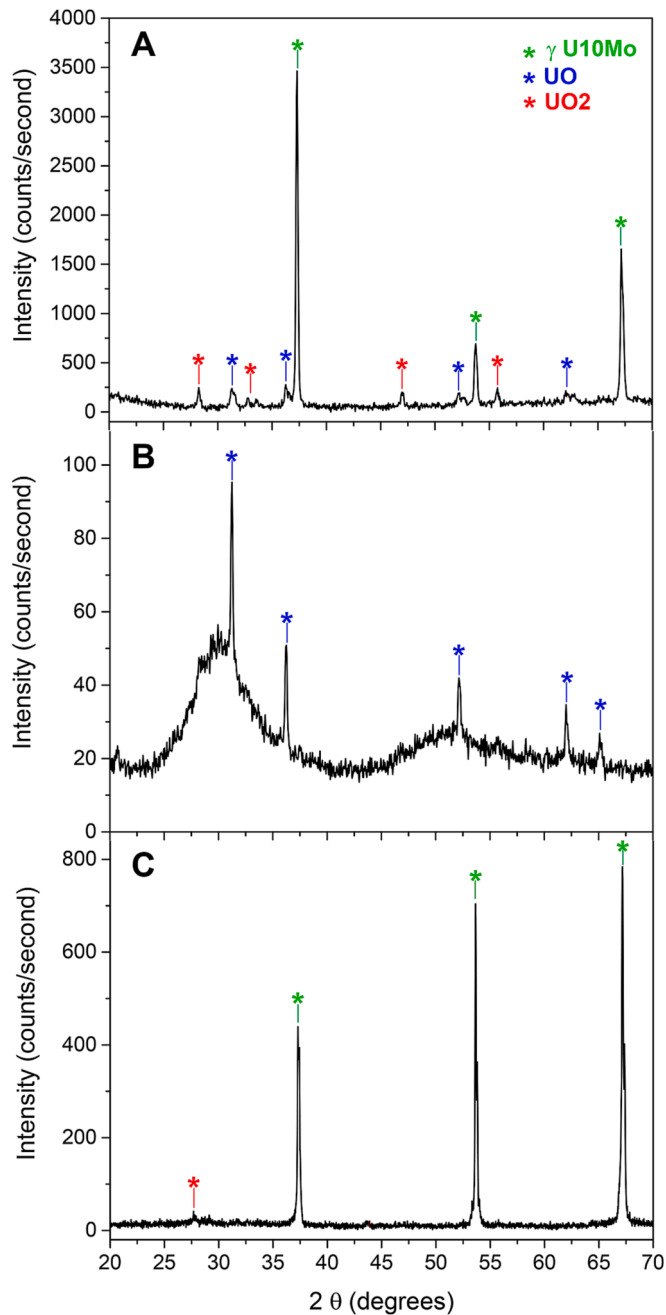 A
* γ U10Mo
* UO
* UO2
Intensity (counts/second)
4000
3500
3000
2500
2000
1500
1000
500
0
B
Intensity (counts/second)
100
80
60
40
20
0
C
Intensity (counts/second)
800
600
400
200
0
20 25 30 35 40 45 50 55 60 65 70
2 θ (degrees)